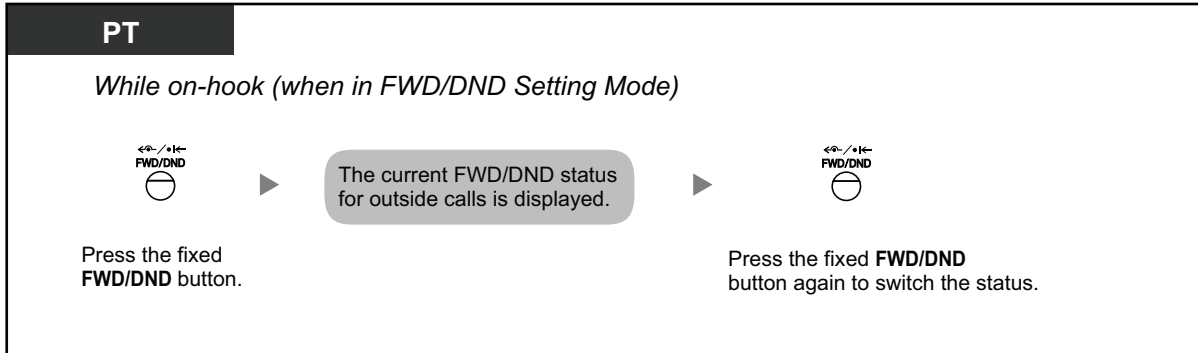 PT
While on-hook (when in FWD/DND Setting Mode)
FWD/DND
The current FWD/DND status
for outside calls is displayed.
FWD/DND
Press the fixed
FWD/DND button.
Press the fixed FWD/DND
button again to switch the status.